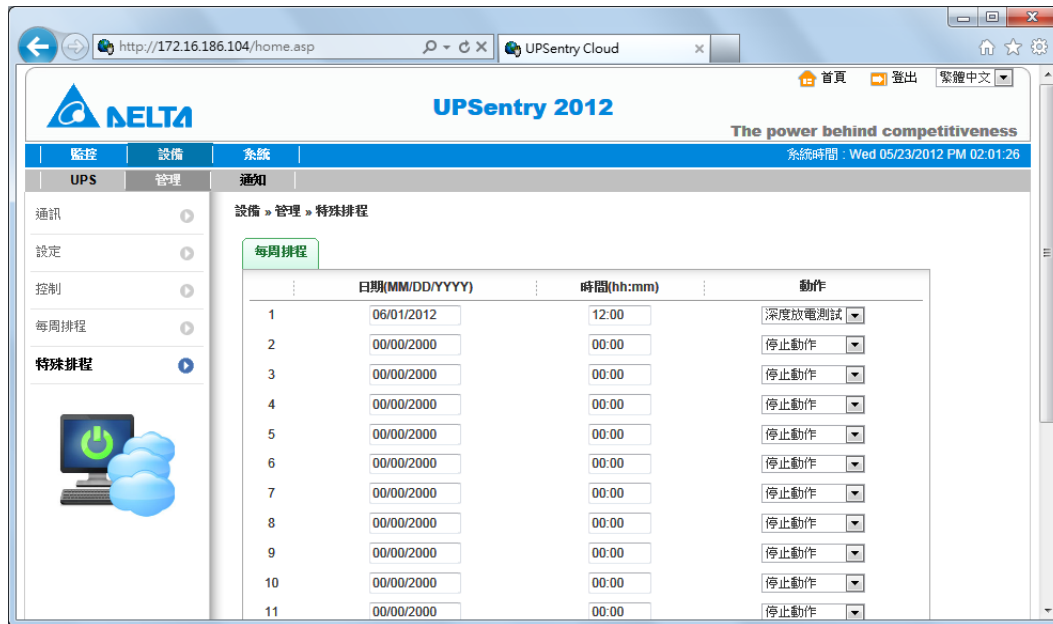 http://172.16.186.104/home.asp
UPSentry Cloud
首頁 登出 繁體中文
DELTA
UPSentry 2012
The power behind competitiveness
監控 設備 系統 系統時間 : Wed 05/23/2012 PM 02:01:26
UPS 管理 通知
通訊
設定
控制
每周排程
特殊排程
設備 » 管理 » 特殊排程
每周排程
日期(MM/DD/YYYY) 時間(hh:mm) 動作
1 06/01/2012 12:00 深度放電測試
2 00/00/2000 00:00 停止動作
3 00/00/2000 00:00 停止動作
4 00/00/2000 00:00 停止動作
5 00/00/2000 00:00 停止動作
6 00/00/2000 00:00 停止動作
7 00/00/2000 00:00 停止動作
8 00/00/2000 00:00 停止動作
9 00/00/2000 00:00 停止動作
10 00/00/2000 00:00 停止動作
11 00/00/2000 00:00 停止動作